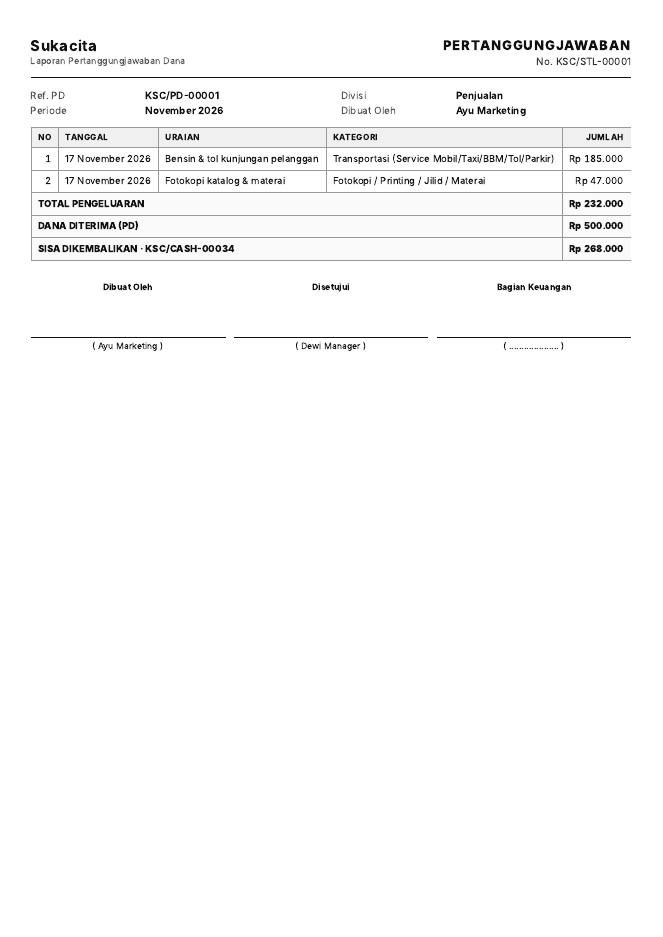 Sukacita
PERTANGGUNGJAWABAN
Laporan Pertanggungjawaban Dana
No. KSC/STL-00001
Ref. PD KSC/PD-00001 Divisi Penjualan
Periode November 2026 Dibuat Oleh Ayu Marketing
NO TANGGAL URAIAN KATEGORI JUMLAH
1 17 November 2026 Bensin & tol kunjungan pelanggan Transportasi (Service Mobil/Taxi/BBM/Tol/Parkir) Rp 185.000
2 17 November 2026 Fotokopi katalog & materai Fotokopi / Printing / Jilid / Materai Rp 47.000
TOTAL PENGELUARAN Rp 232.000
DANA DITERIMA (PD) Rp 500.000
SISA DIKEMBALIKAN · KSC/CASH-00034 Rp 268.000
Dibuat Oleh Disetujui Bagian Keuangan
( Ayu Marketing ) ( Dewi Manager ) ( .................... )